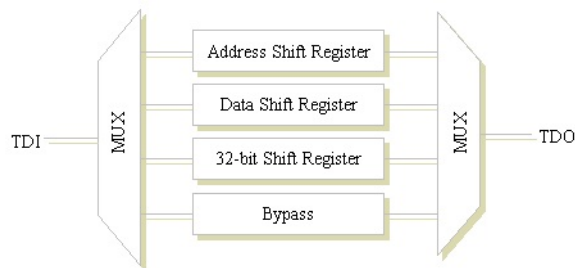 Address Shift Register
Data Shift Register
TDI
MUX
MUX
TDO
32-bit Shift Register
Bypass